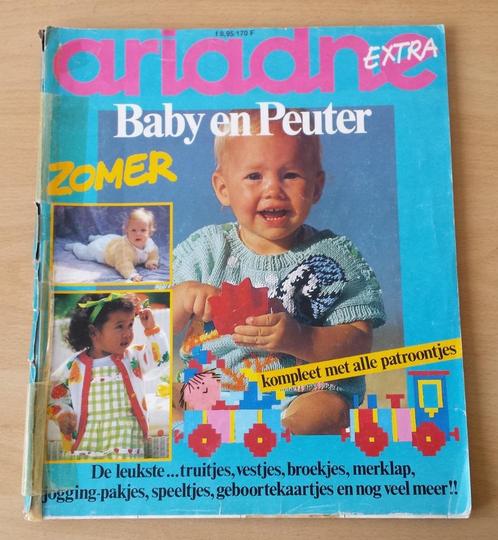 f 8,95/170 F
ariadne
EXTRA
Baby en Peuter
ZOMER
kompleet met alle patroontjes
De leukste...truitjes, vestjes, broekjes, merklap,
jogging-pakjes, speeltjes, geboortekaartjes en nog veel meer!!